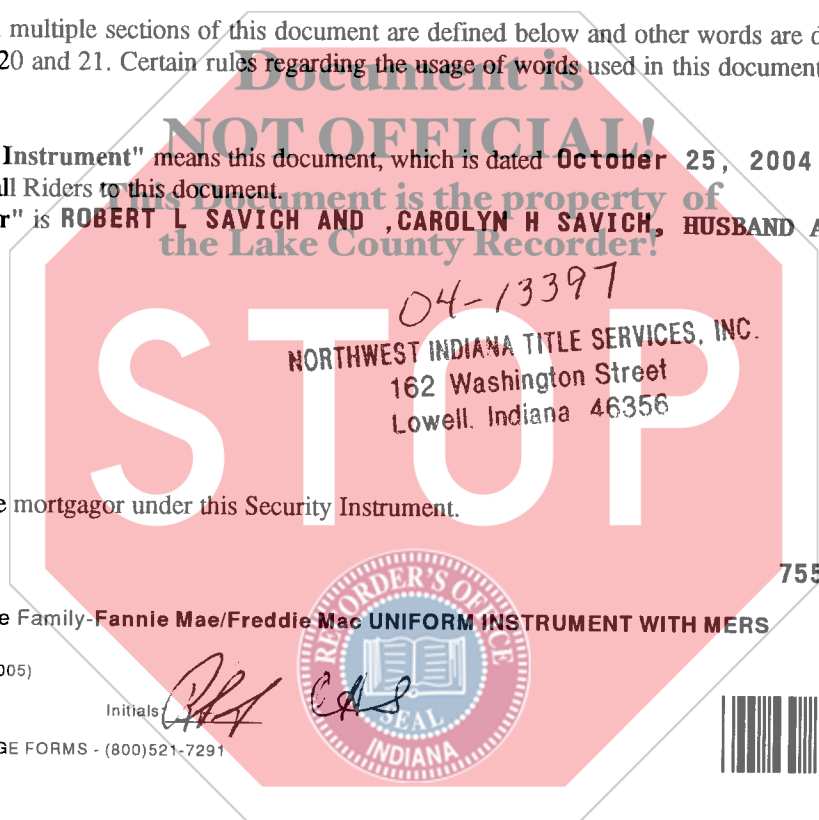 multiple sections of this document are defined below and other words are d
20 and 21. Certain rules regarding the usage of words used in this document
Document is
NOT OFFICIAL!
Instrument" means this document, which is dated October 25, 2004
ll Riders to this document.
This Document is the property of
r" is ROBERT L SAVICH AND ,CAROLYN H SAVICH, HUSBAND A
the Lake County Recorder!
04-13397
NORTHWEST INDIANA TITLE SERVICES, INC.
162 Washington Street
Lowell. Indiana 46356
STOP
e mortgagor under this Security Instrument.
755
RECORDER'S OFFICE
e Family-Fannie Mae/Freddie Mac UNIFORM INSTRUMENT WITH MERS
005)
Initials
CHS
SEAL
INDIANA
GE FORMS - (800)521-7291